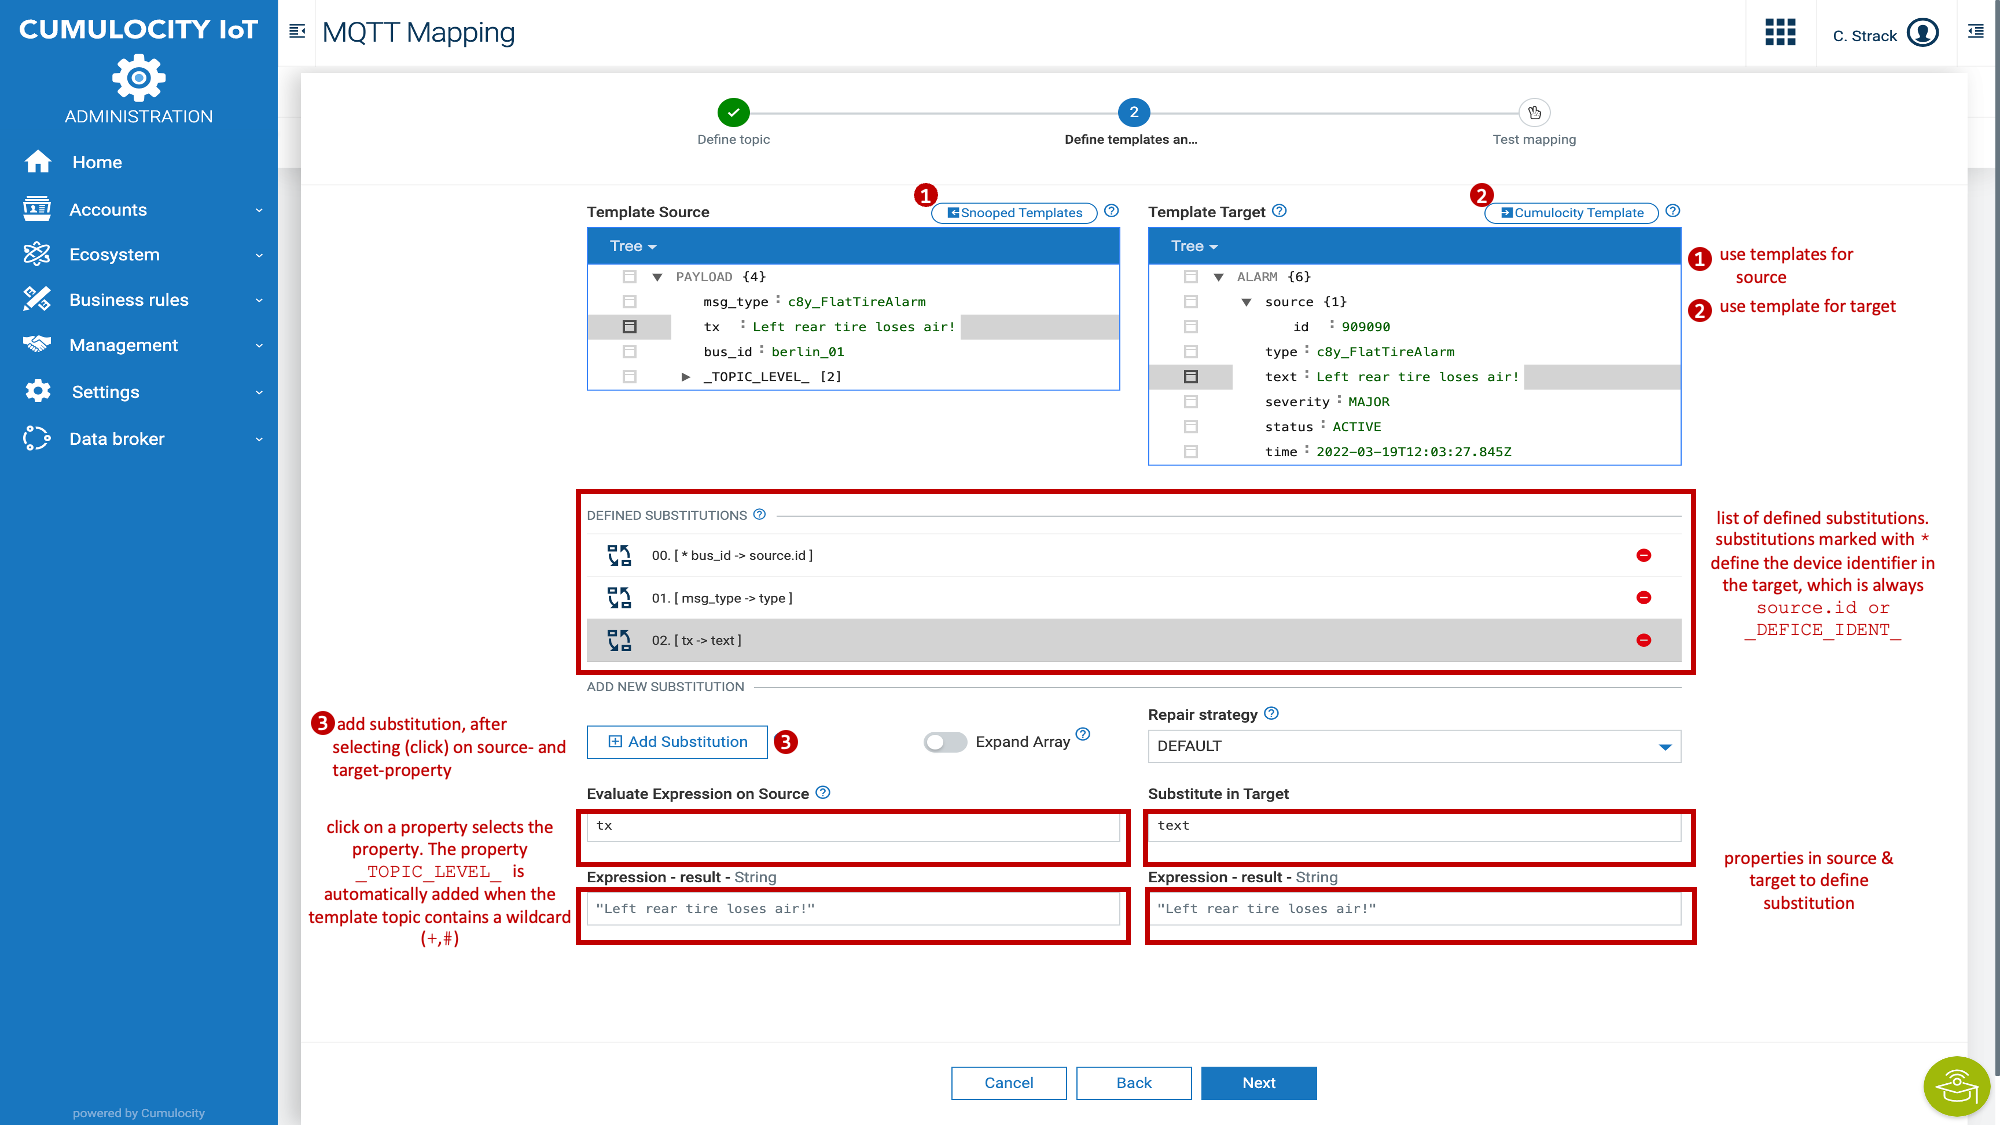 CUMULOCITY IoT
ADMINISTRATION
Home
Accounts
Ecosystem
Business rules
Management
Settings
Data broker
powered by Cumulocity
MQTT Mapping
C. Strack
Define topic
2
Define templates an...
Test mapping
Template Source
1
Snooped Templates
Tree
PAYLOAD {4}
msg_type : c8y_FlatTireAlarm
tx : Left rear tire loses air!
bus_id : berlin_01
_TOPIC_LEVEL_ [2]
Template Target
2
Cumulocity Template
Tree
ALARM {6}
source {1}
id : 909090
type : c8y_FlatTireAlarm
text : Left rear tire loses air!
severity : MAJOR
status : ACTIVE
time : 2022-03-19T12:03:27.845Z
1 use templates for
source
2 use template for target
DEFINED SUBSTITUTIONS
00. [ * bus_id -> source.id ]
01. [ msg_type -> type ]
02. [ tx -> text ]
list of defined substitutions.
substitutions marked with *
define the device identifier in
the target, which is always
source.id or
_DEFICE_IDENT_
ADD NEW SUBSTITUTION
3 add substitution, after
selecting (click) on source- and
target-property
Add Substitution
3
Expand Array
Repair strategy
DEFAULT
Evaluate Expression on Source
tx
Substitute in Target
text
click on a property selects the
property. The property
_TOPIC_LEVEL_ is
automatically added when the
template topic contains a wildcard
(+,#)
Expression - result - String
"Left rear tire loses air!"
Expression - result - String
"Left rear tire loses air!"
properties in source &
target to define
substitution
Cancel
Back
Next